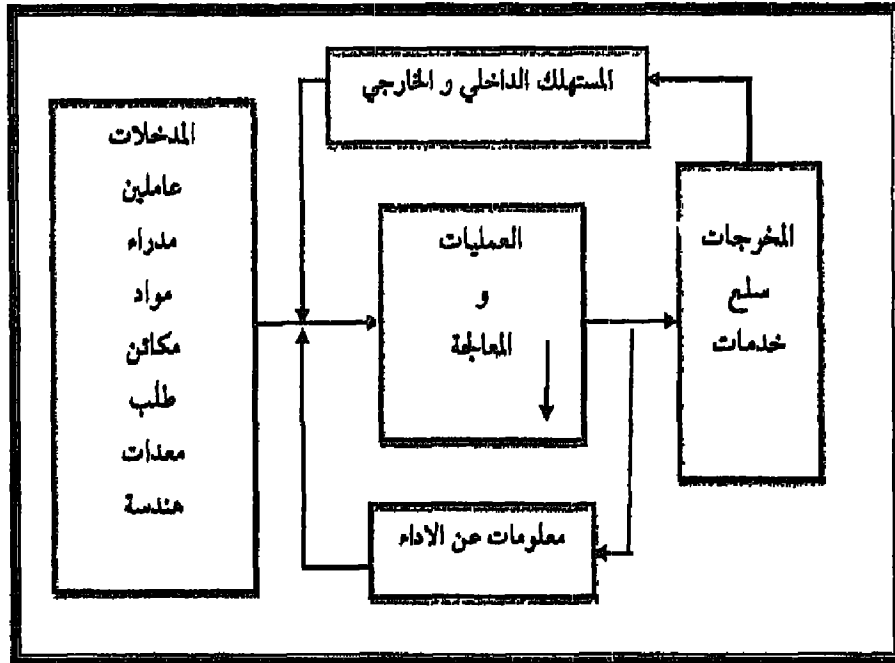 المستهلك الداخلي و الخارجي
المدخلات
عاملين
مدراء
مواد
مكائن
طلب
معدات
هندسة
العمليات
و
المعالجة
المخرجات
سلع
خدمات
معلومات عن الاداء